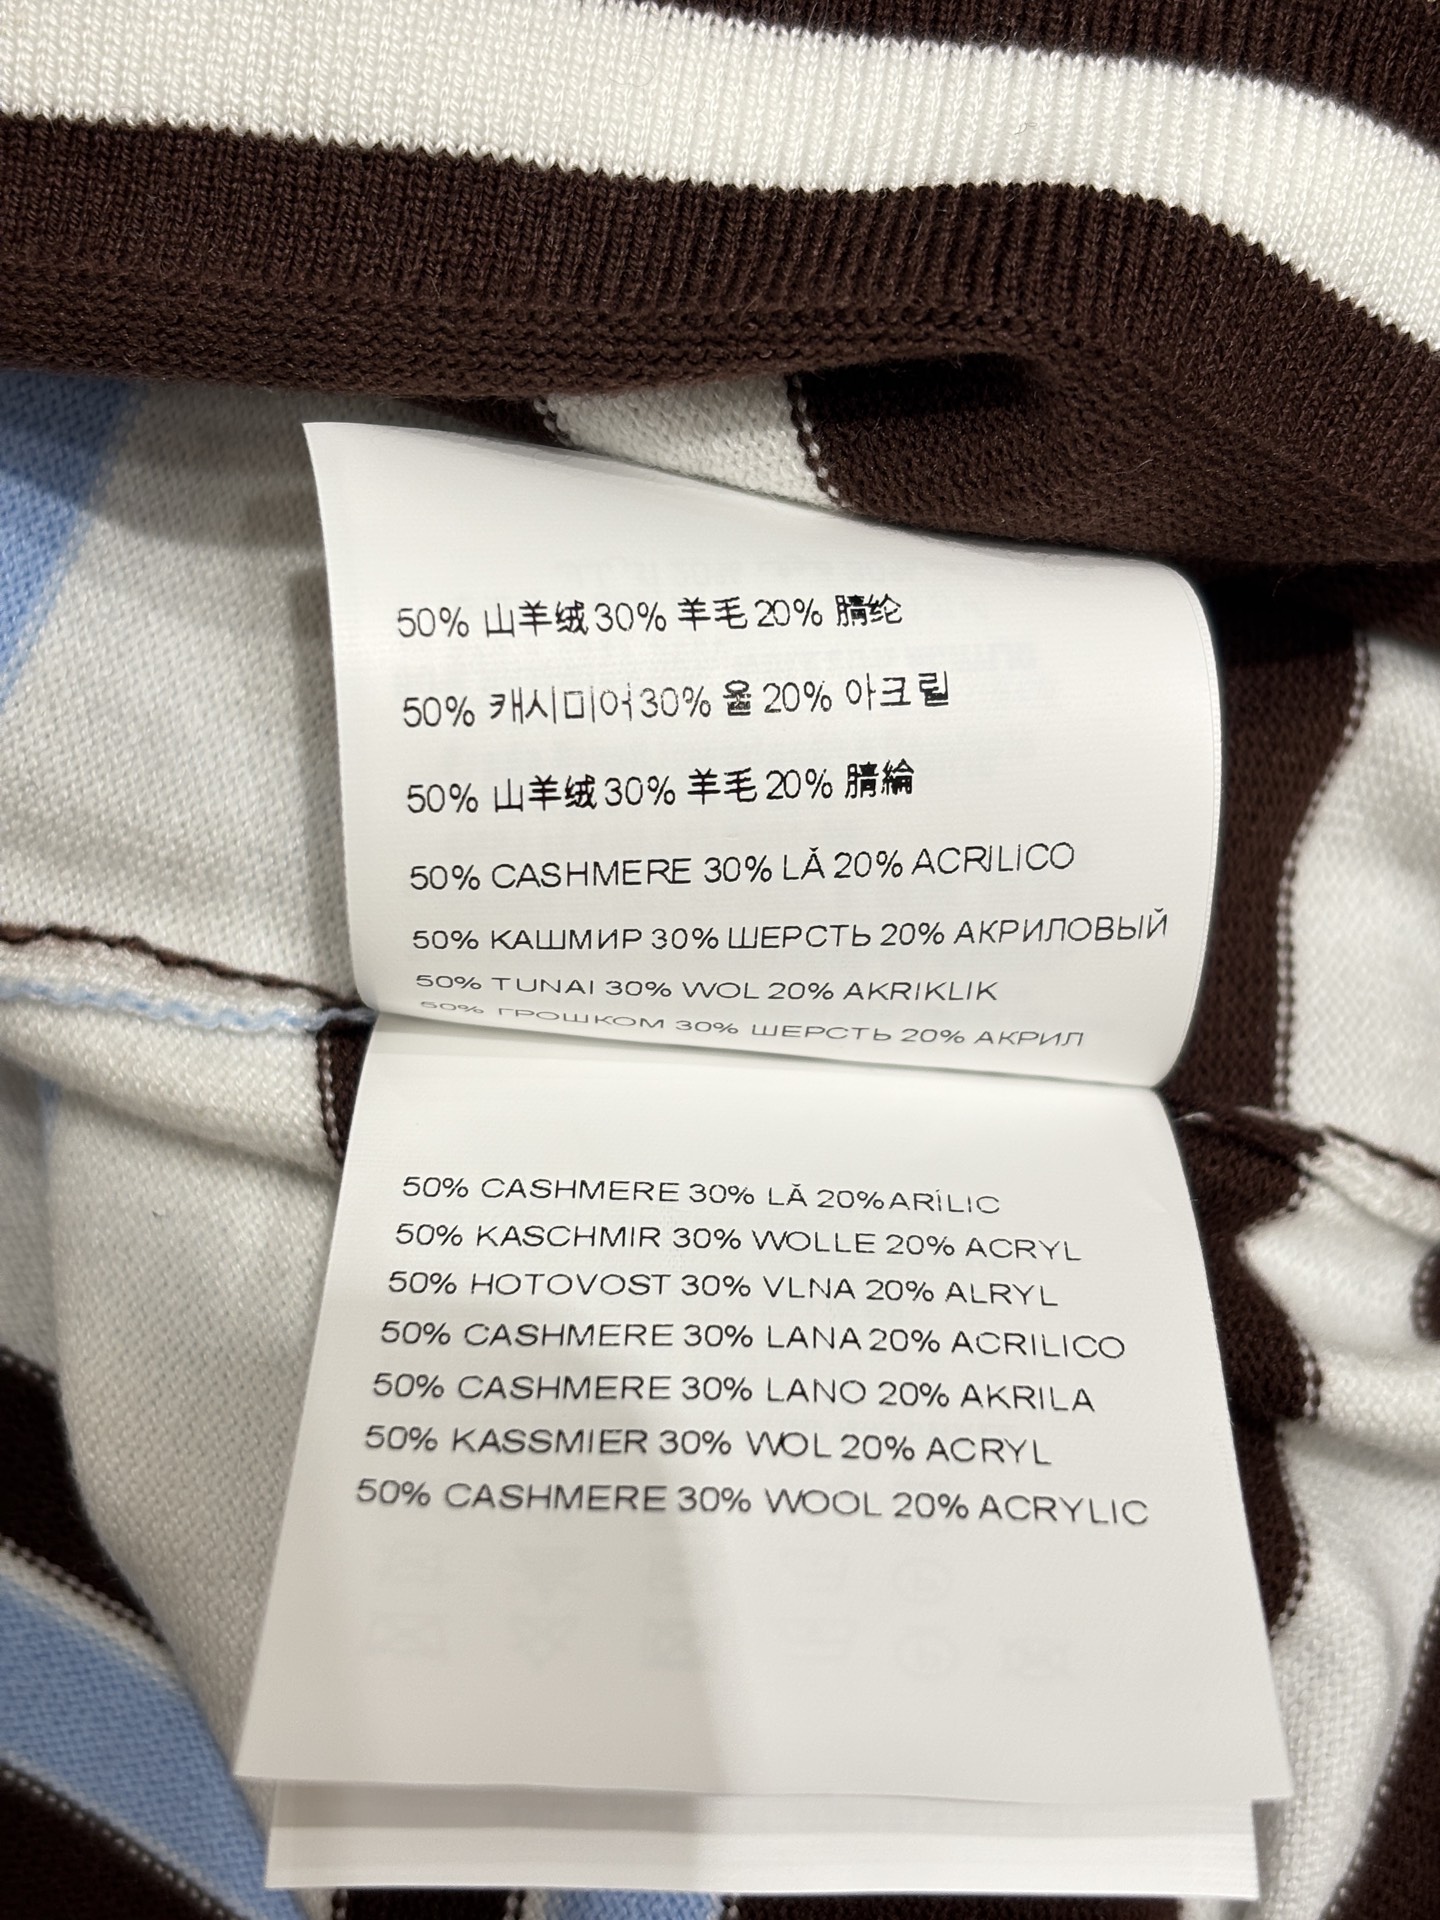 50% 山羊绒 30% 羊毛 20% 腈纶
50% 캐시미어 30% 울 20% 아크릴
50% 山羊绒 30% 羊毛 20% 腈綸
50% CASHMERE 30% LǍ 20% ACRILICO
50% КАШМИР 30% ШЕРСТЬ 20% АКРИЛОВЫЙ
50% TUNAI 30% WOL 20% AKRIKLIK
50% ГРОШКОМ 30% ШЕРСТЬ 20% АКРИЛ
50% CASHMERE 30% LǍ 20% ARİLIC
50% KASCHMIR 30% WOLLE 20% ACRYL
50% HOTOVOST 30% VLNA 20% ALRYL
50% CASHMERE 30% LANA 20% ACRILICO
50% CASHMERE 30% LANO 20% AKRILA
50% KASSMIER 30% WOL 20% ACRYL
50% CASHMERE 30% WOOL 20% ACRYLIC